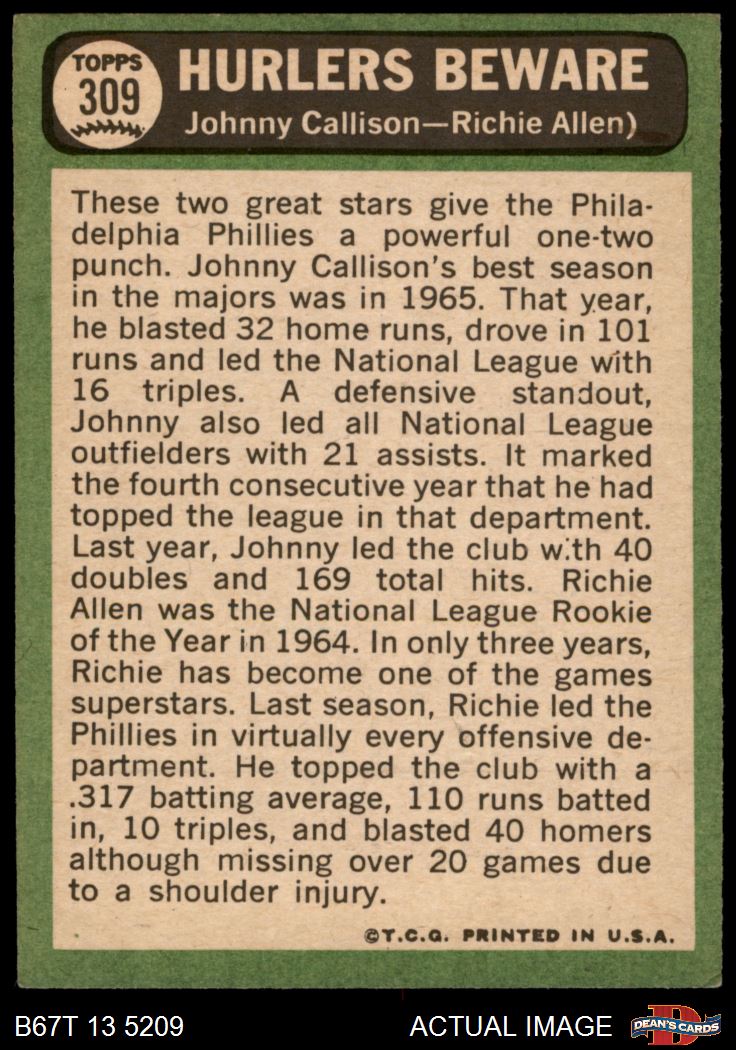 TOPPS
309
HURLERS BEWARE
Johnny Callison—Richie Allen)
These two great stars give the Phila-
delphia Phillies a powerful one-two
punch. Johnny Callison's best season
in the majors was in 1965. That year,
he blasted 32 home runs, drove in 101
runs and led the National League with
16 triples. A defensive standout,
Johnny also led all National League
outfielders with 21 assists. It marked
the fourth consecutive year that he had
topped the league in that department.
Last year, Johnny led the club with 40
doubles and 169 total hits. Richie
Allen was the National League Rookie
of the Year in 1964. In only three years,
Richie has become one of the games
superstars. Last season, Richie led the
Phillies in virtually every offensive de-
partment. He topped the club with a
.317 batting average, 110 runs batted
in, 10 triples, and blasted 40 homers
although missing over 20 games due
to a shoulder injury.
©T.C.G. PRINTED IN U.S.A.
B67T 13 5209 ACTUAL IMAGE
D
DEAN'S CARDS